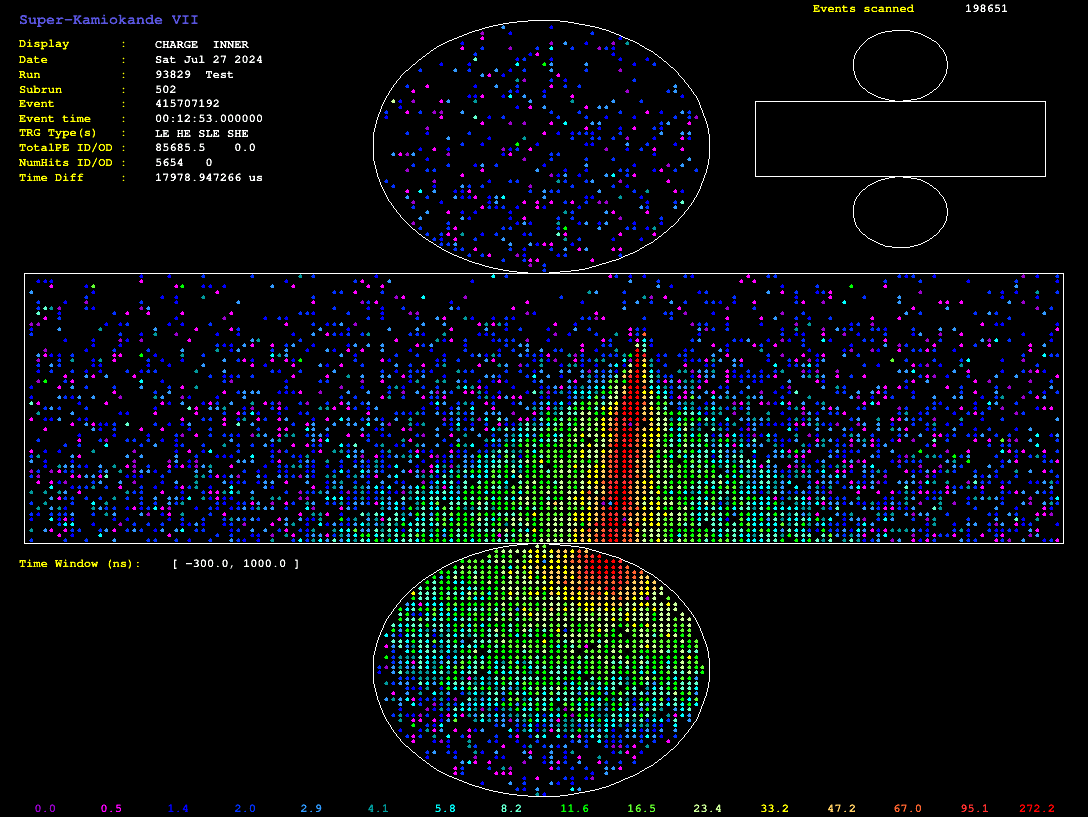 Super-Kamiokande VII
Events scanned 198651
Display : CHARGE INNER
Date : Sat Jul 27 2024
Run : 93829 Test
Subrun : 502
Event : 415707192
Event time : 00:12:53.000000
TRG Type(s) : LE HE SLE SHE
TotalPE ID/OD : 85685.5 0.0
NumHits ID/OD : 5654 0
Time Diff : 17978.947266 us
Time Window (ns): [ -300.0, 1000.0 ]
0.0 0.5 1.4 2.0 2.9 4.1 5.8 8.2 11.6 16.5 23.4 33.2 47.2 67.0 95.1 272.2